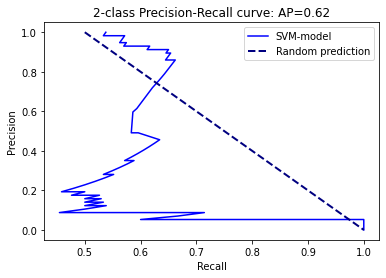 2-class Precision-Recall curve: AP=0.62
SVM-model
Random prediction
Precision
1.0
0.8
0.6
0.4
0.2
0.0
0.5
0.6
0.7
0.8
0.9
1.0
Recall